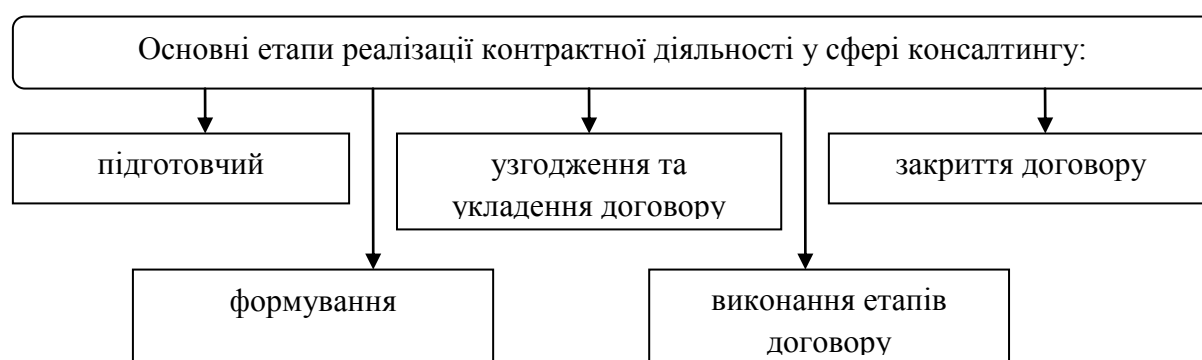 Основні етапи реалізації контрактної діяльності у сфері консалтингу:
підготовчий
узгодження та
укладення договору
закриття договору
формування
виконання етапів
договору